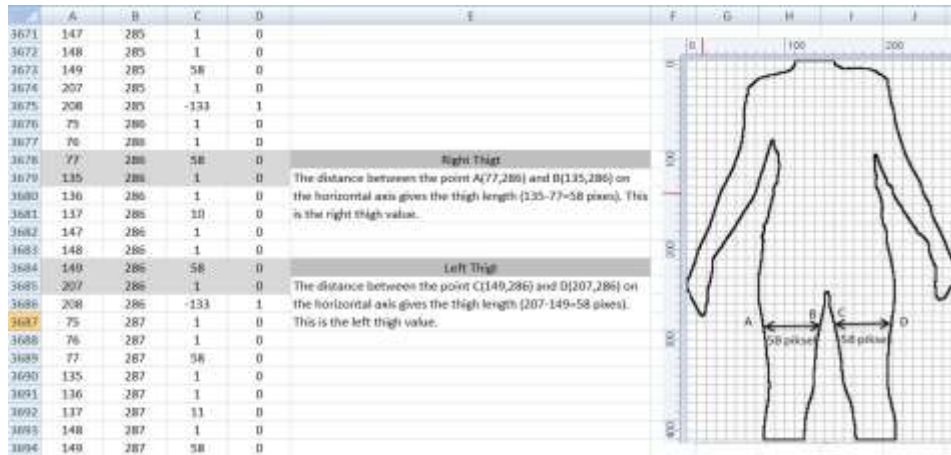 A B C D E F G H I J
3671 147 285 1 0
3672 148 285 1 0
3673 149 285 58 0
3674 207 285 1 0
3675 208 285 -133 1
3676 75 286 1 0
3677 76 286 1 0
3678 77 286 58 0 Right Thigt
3679 135 286 1 0 The distance between the point A(77,286) and B(135,286) on
3680 136 286 1 0 the horizontal axis gives the thigh length (135-77=58 pixes). This
3681 137 286 10 0 is the right thigh value.
3682 147 286 1 0
3683 148 286 1 0
3684 149 286 58 0 Left Thigt
3685 207 286 1 0 The distance between the point C(149,286) and D(207,286) on
3686 208 286 -133 1 the horizontal axis gives the thigh length (207-149=58 pixes).
3687 75 287 1 0 This is the left thigh value.
3688 76 287 1 0
3689 77 287 58 0
3690 135 287 1 0
3691 136 287 1 0
3692 137 287 11 0
3693 148 287 1 0
3694 149 287 58 0
0 100 200
0
100
200
300
400
A B C D
58 piksel 58 piksel